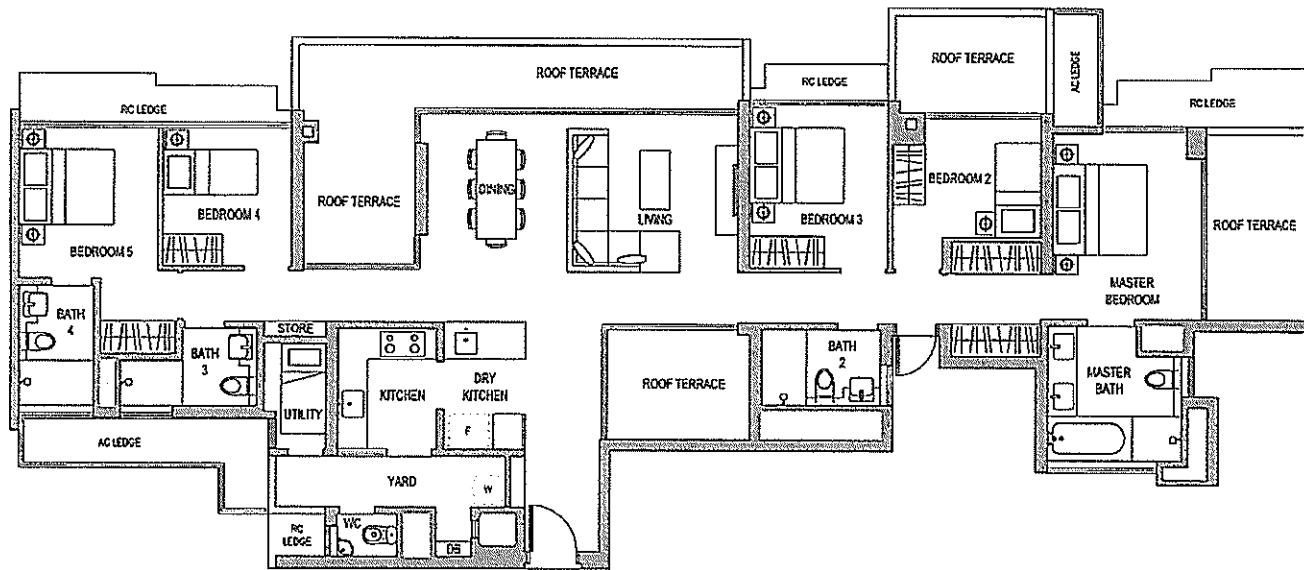 ROOF TERRACE
ROOF TERRACE
RC LEDGE
AC LEDGE
RC LEDGE
RC LEDGE
DINING
BEDROOM 4
ROOF TERRACE
LIVING
BEDROOM 3
BEDROOM 2
ROOF TERRACE
BEDROOM 5
MASTER
BEDROOM
BATH
4
STORE
BATH
3
KITCHEN
DRY
KITCHEN
ROOF TERRACE
BATH
2
MASTER
BATH
UTILITY
F
AC LEDGE
YARD
W
RC
LEDGE
WC
DB